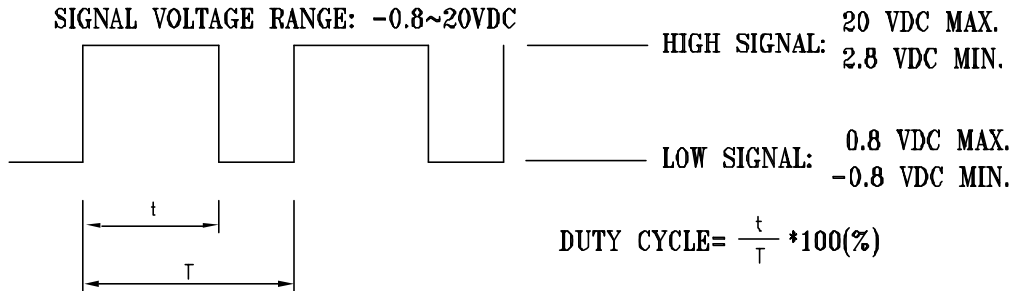 SIGNAL VOLTAGE RANGE: -0.8~20VDC
HIGH SIGNAL: 20 VDC MAX.
2.8 VDC MIN.
LOW SIGNAL: 0.8 VDC MAX.
-0.8 VDC MIN.
t
T
DUTY CYCLE= t/T *100(%)